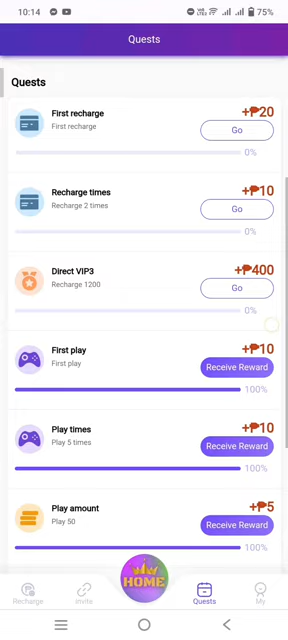 10:14
75%
Quests
Quests
First recharge
+₱20
First recharge
Go
0%
Recharge times
+₱10
Recharge 2 times
Go
0%
Direct VIP3
+₱400
Recharge 1200
Go
0%
First play
+₱10
First play
Receive Reward
100%
Play times
+₱10
Play 5 times
Receive Reward
100%
Play amount
+₱5
Play 50
Receive Reward
100%
HOME
Recharge
Invite
Quests
My